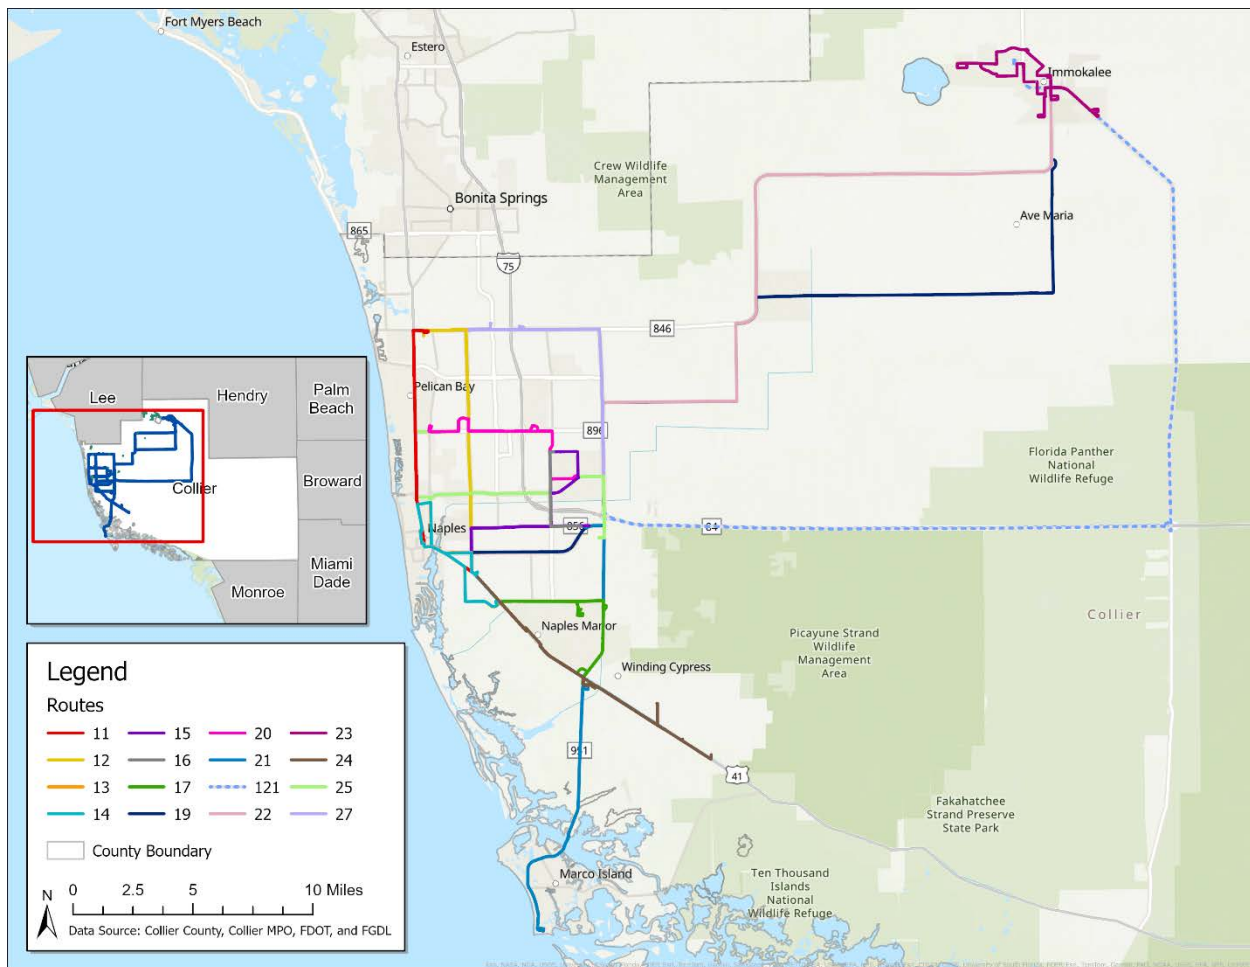 Fort Myers Beach
Estero
Immokalee
Crew Wildlife
Management
Area
Bonita Springs
Ave Maria
865
75
846
Pelican Bay
896
Florida Panther
National
Wildlife Refuge
Naples
856
84
Collier
Naples Manor
Picayune Strand
Wildlife
Management
Area
Winding Cypress
951
41
Fakahatchee
Strand Preserve
State Park
Marco Island
Ten Thousand
Islands
National
Wildlife Refuge
Lee
Hendry
Palm
Beach
Collier
Broward
Miami
Dade
Monroe
Legend
Routes
11 15 20 23
12 16 21 24
13 17 121 25
14 19 22 27
County Boundary
N
0 2.5 5 10 Miles
Data Source: Collier County, Collier MPO, FDOT, and FGDL